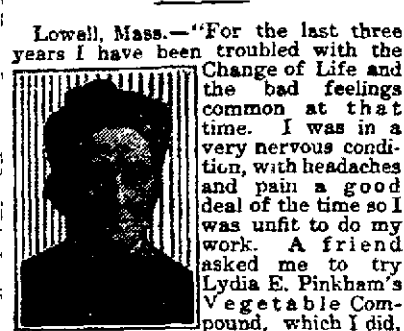 Lowell, Mass.—"For the last three
years I have been troubled with the
Change of Life and
the bad feelings
common at that
time. I was in a
very nervous condi-
tion, with headaches
and pain a good
deal of the time so I
was unfit to do my
work. A friend
asked me to try
Lydia E. Pinkham's
Vegetable Com-
pound, which I did,